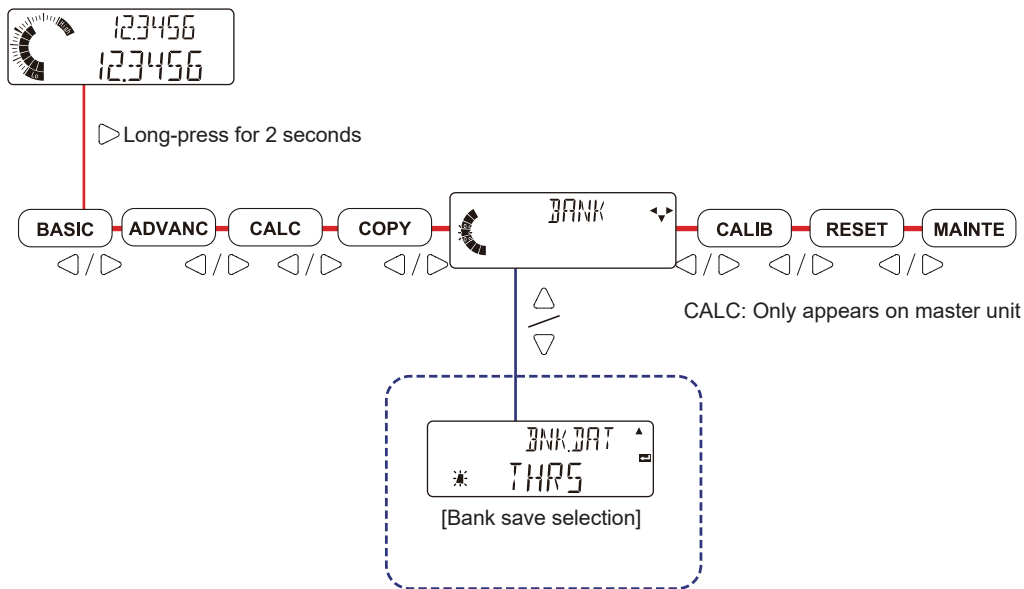 12.3456
12.3456
Long-press for 2 seconds
BASIC ADVANC CALC COPY BANK CALIB RESET MAINTE
/ / / / / / /
CALC: Only appears on master unit
BNK.DAT
THRS
[Bank save selection]